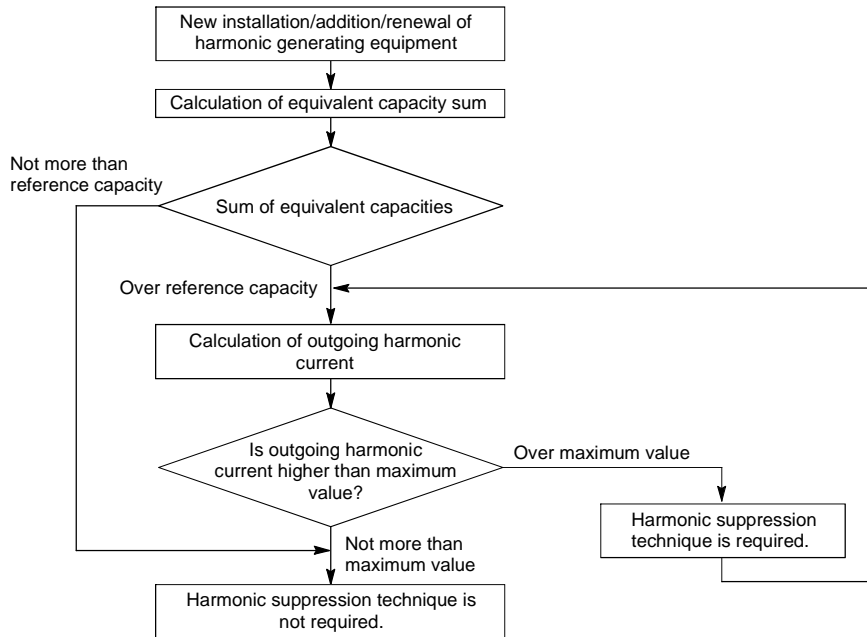 New installation/addition/renewal of
harmonic generating equipment
Calculation of equivalent capacity sum
Not more than
reference capacity
Sum of equivalent capacities
Over reference capacity
Calculation of outgoing harmonic
current
Is outgoing harmonic
current higher than maximum
value?
Over maximum value
Harmonic suppression
technique is required.
Not more than
maximum value
Harmonic suppression technique is
not required.